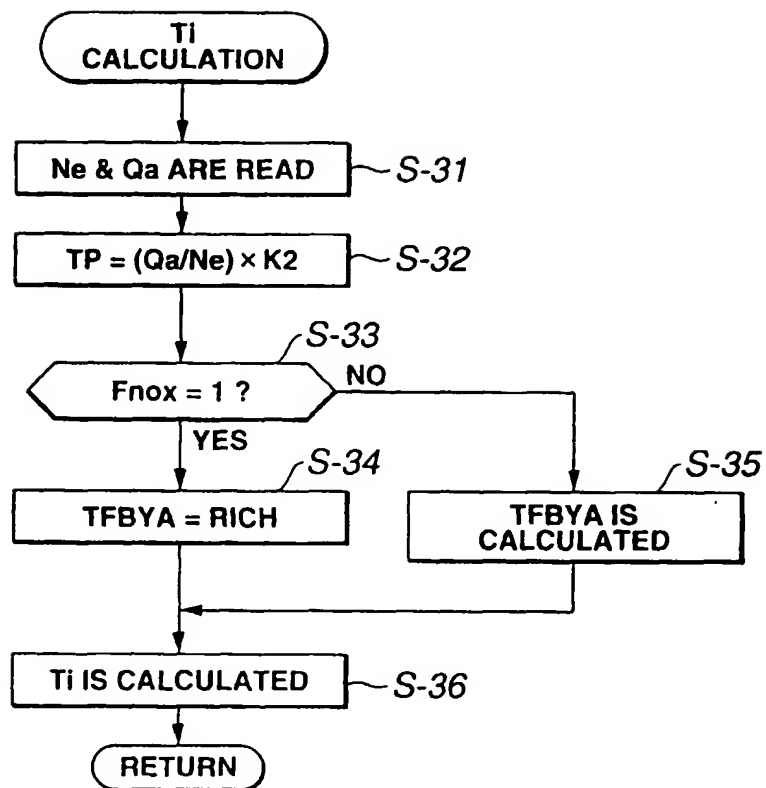 Ti
CALCULATION
Ne & Qa ARE READ
S-31
TP = (Qa/Ne) × K2
S-32
S-33
Fnox = 1 ?
NO
YES
S-34
TFBYA = RICH
S-35
TFBYA IS
CALCULATED
Ti IS CALCULATED
S-36
RETURN